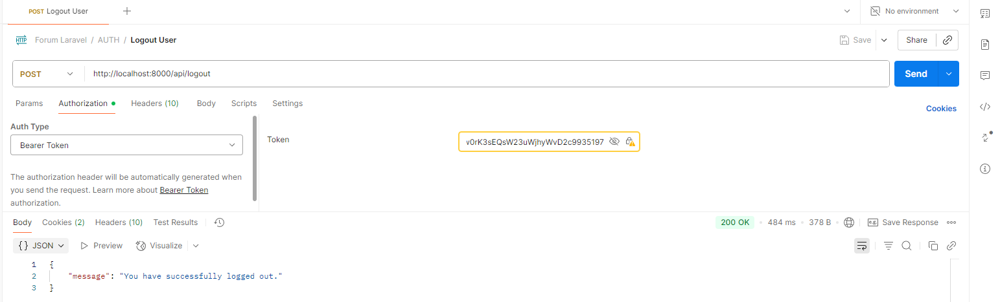 POST Logout User
No environment
HTTP Forum Laravel / AUTH / Logout User
Save
Share
POST
http://localhost:8000/api/logout
Send
Params
Authorization
Headers (10)
Body
Scripts
Settings
Cookies
Auth Type
Bearer Token
The authorization header will be automatically generated when
you send the request. Learn more about Bearer Token
authorization.
Token
v0rK3sEQsW23uWjhyWvD2c9935197
Body
Cookies (2)
Headers (10)
Test Results
200 OK
484 ms
378 B
e.g.
Save Response
{} JSON
Preview
Visualize
1 {
2 "message": "You have successfully logged out."
3 }